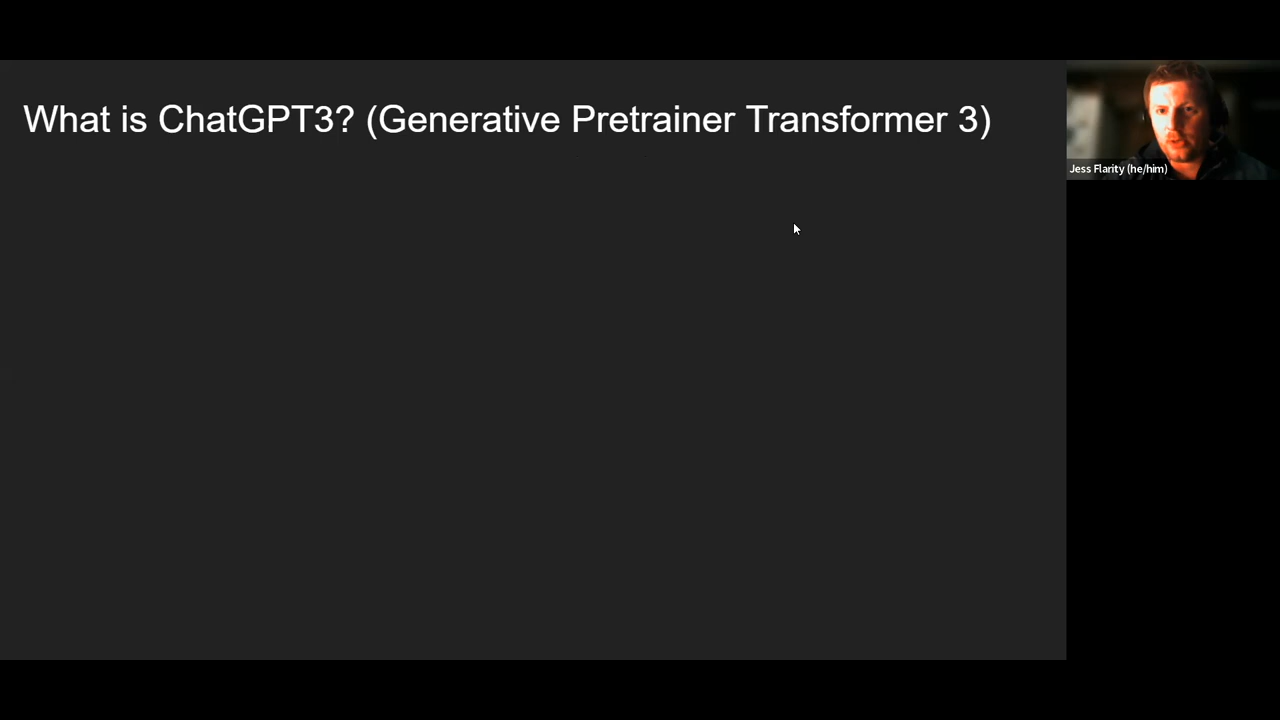 What is ChatGPT3? (Generative Pretrainer Transformer 3)
Jess Flarity (he/him)